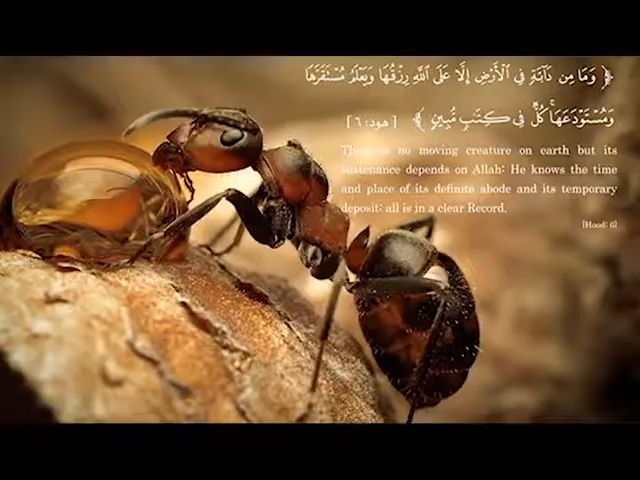 ﴿ وَمَا مِن دَآبَّةٍ فِي ٱلْأَرْضِ إِلَّا عَلَى ٱللَّهِ رِزْقُهَا وَيَعْلَمُ مُسْتَقَرَّهَا
وَمُسْتَوْدَعَهَاۚ كُلٌّ فِي كِتَٰبٍ مُّبِينٍ ﴾ [هود: ٦]
There is no moving creature on earth but its
sustenance depends on Allah: He knows the time
and place of its definite abode and its temporary
deposit: all is in a clear Record.
[Hood: 6]